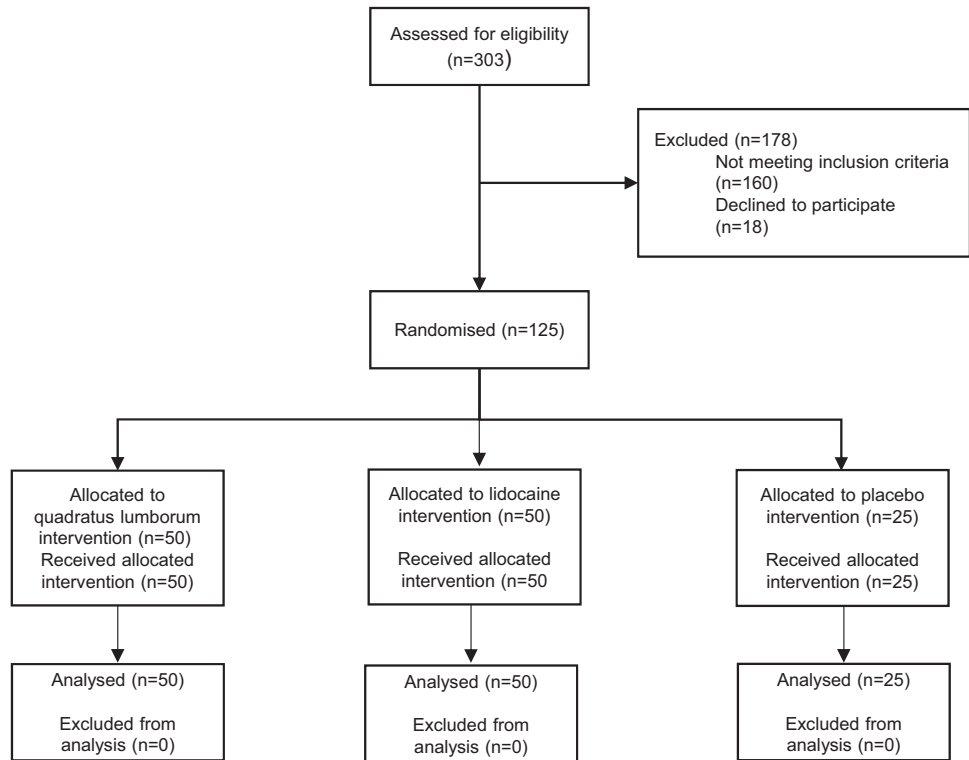 Assessed for eligibility
(n=303)
Excluded (n=178)
Not meeting inclusion criteria
(n=160)
Declined to participate
(n=18)
Randomised (n=125)
Allocated to
quadratus lumborum
intervention (n=50)
Received allocated
intervention (n=50)
Allocated to lidocaine
intervention (n=50)
Received allocated
intervention (n=50
Allocated to placebo
intervention (n=25)
Received allocated
intervention (n=25)
Analysed (n=50)
Excluded from
analysis (n=0)
Analysed (n=50)
Excluded from
analysis (n=0)
Analysed (n=25)
Excluded from
analysis (n=0)